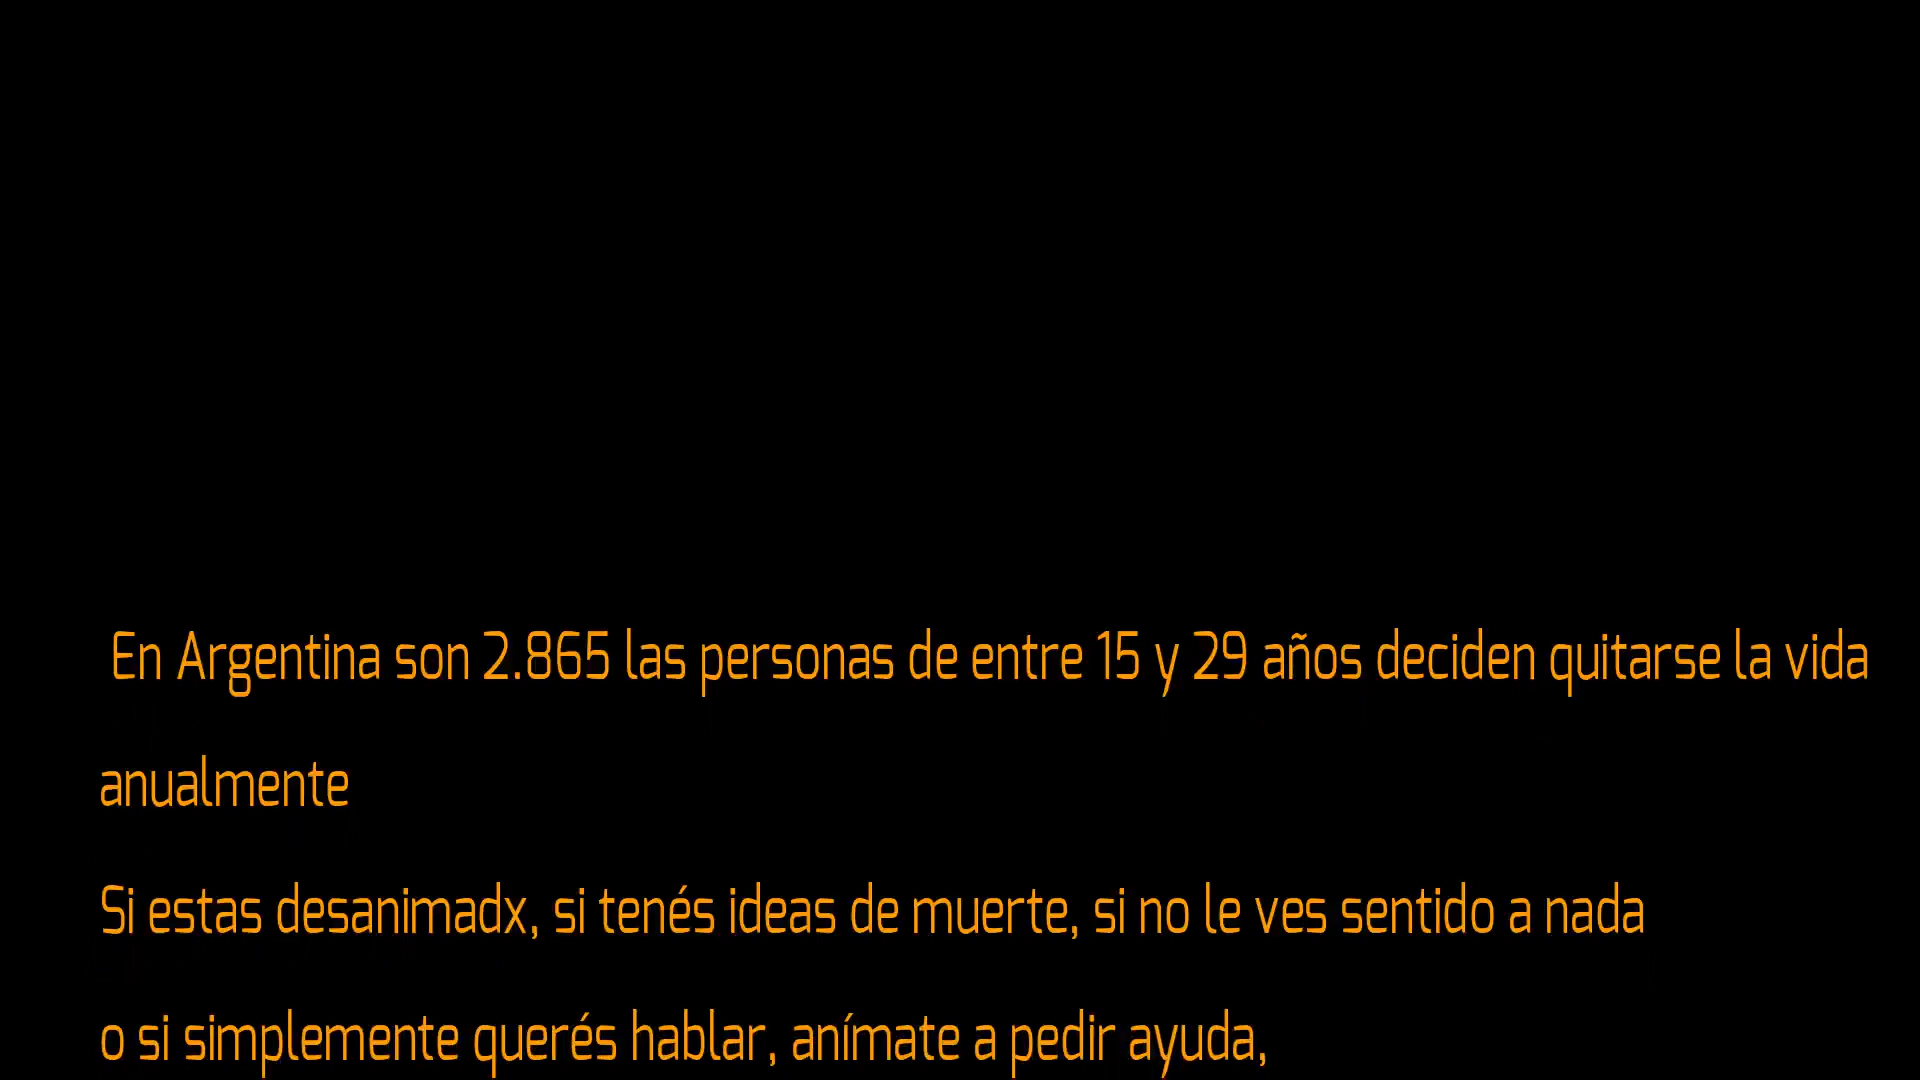 En Argentina son 2.865 las personas de entre 15 y 29 años deciden quitarse la vida
anualmente
Si estas desanimadx, si tenés ideas de muerte, si no le ves sentido a nada
o si simplemente querés hablar, anímate a pedir ayuda,